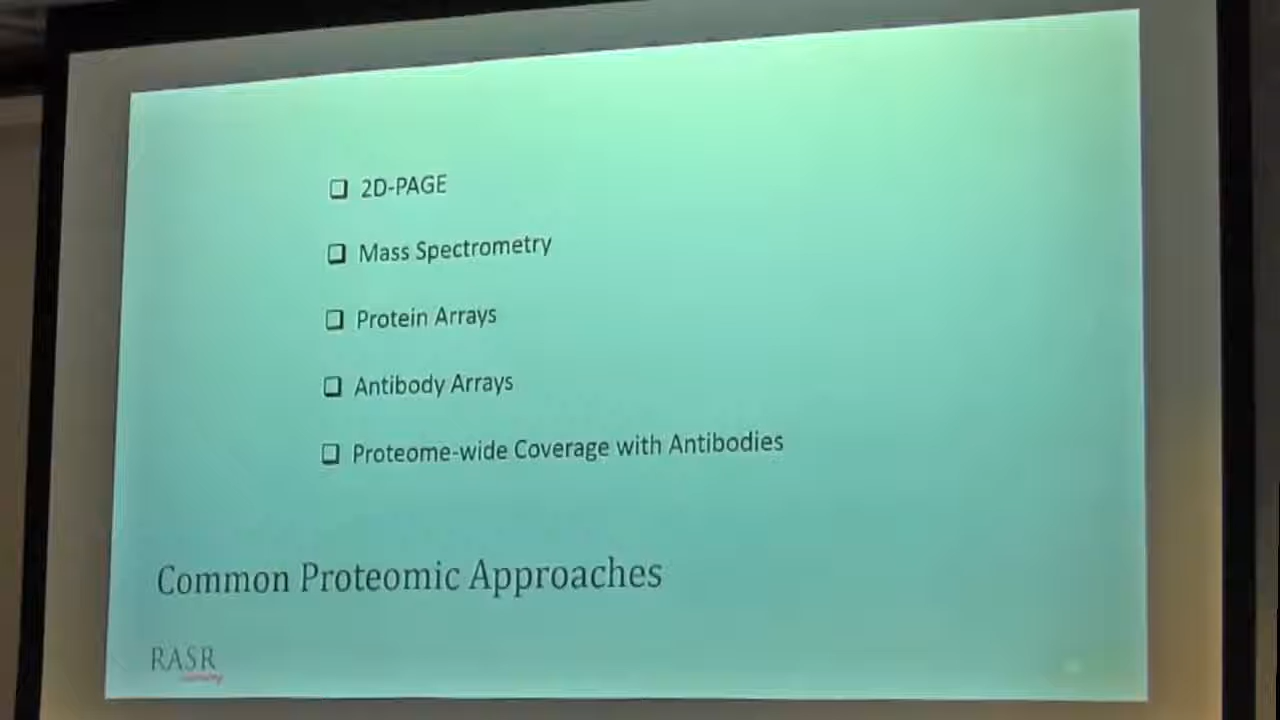 2D-PAGE
Mass Spectrometry
Protein Arrays
Antibody Arrays
Proteome-wide Coverage with Antibodies
Common Proteomic Approaches
RASR